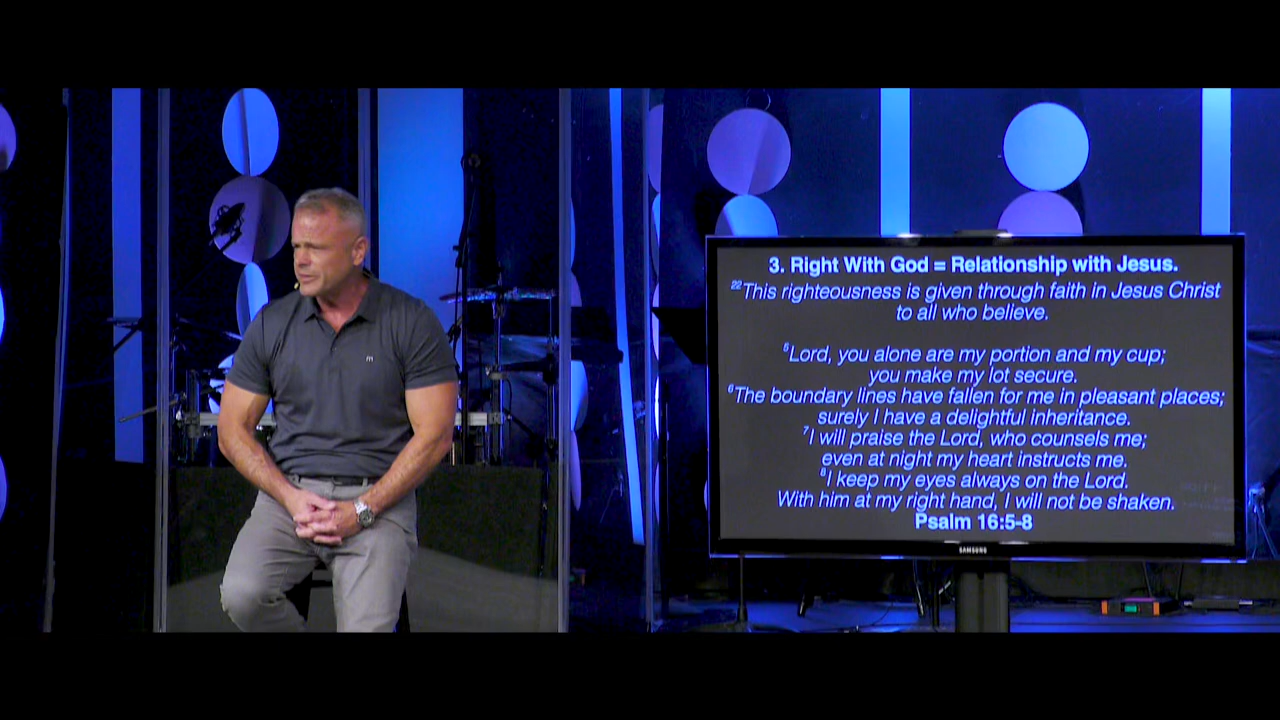 3. Right With God = Relationship with Jesus.
²²This righteousness is given through faith in Jesus Christ
to all who believe.
⁵Lord, you alone are my portion and my cup;
you make my lot secure.
⁶The boundary lines have fallen for me in pleasant places;
surely I have a delightful inheritance.
⁷I will praise the Lord, who counsels me;
even at night my heart instructs me.
⁸I keep my eyes always on the Lord.
With him at my right hand, I will not be shaken.
Psalm 16:5-8
SAMSUNG
m